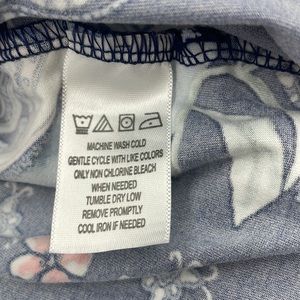 MACHINE WASH COLD
GENTLE CYCLE WITH LIKE COLORS
ONLY NON CHLORINE BLEACH
WHEN NEEDED
TUMBLE DRY LOW
REMOVE PROMPTLY
COOL IRON IF NEEDED